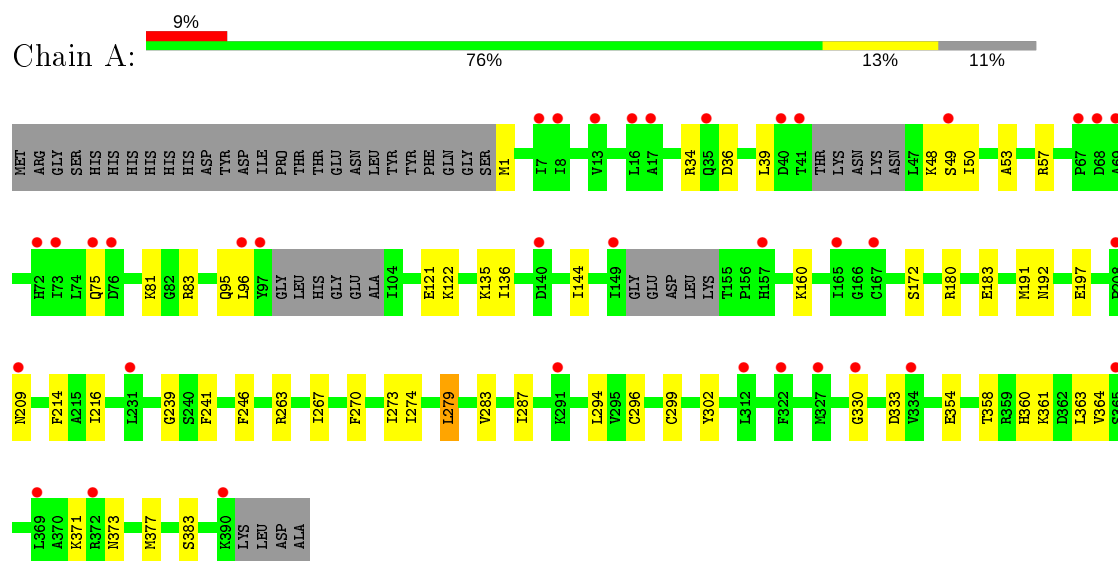 9%
Chain A:
76% 13% 11%
MET ARG GLY SER HIS HIS HIS HIS HIS HIS ASP TYR ASP ILE PRO THR THR GLU ASN LEU TYR TYR PHE GLN GLY SER M1 I7 I8 V13 L16 A17 R34 Q35 D36 L39 D40 T41 THR LYS ASN LYS ASN L47 K48 S49 I50 A53 R57 P67 D68 A69
H72 I73 L74 Q75 D76 K81 G82 R83 Q95 L96 Y97 GLY LEU HIS GLY GLU ALA I104 E121 K122 K135 I136 D140 I144 I149 GLY GLU ASP LEU LYS T155 P156 H157 K160 I165 G166 C167 S172 R180 E183 M191 N192 E197 P208
N209 F214 A215 I216 L231 G239 S240 F241 F246 R263 I267 F270 I273 I274 L279 V283 I287 K291 L294 V295 C296 C299 Y302 L312 F322 M327 G330 D333 V334 E354 T358 R359 H360 K361 D362 L363 V364 S365
L369 A370 K371 R372 N373 M377 S383 K390 LYS LEU ASP ALA